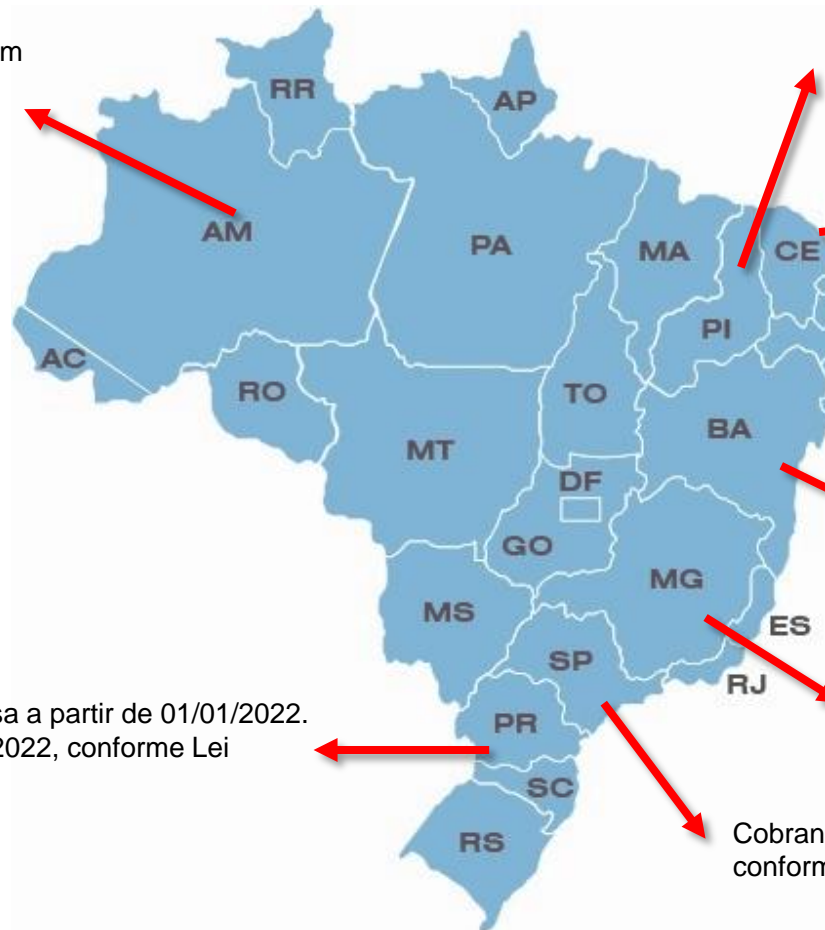 m
RR
AP
AM
PA
MA
CE
PI
AC
RO
TO
BA
MT
DF
GO
MG
MS
ES
SP
RJ
sa a partir de 01/01/2022.
2022, conforme Lei
PR
SC
RS
Cobran
conform